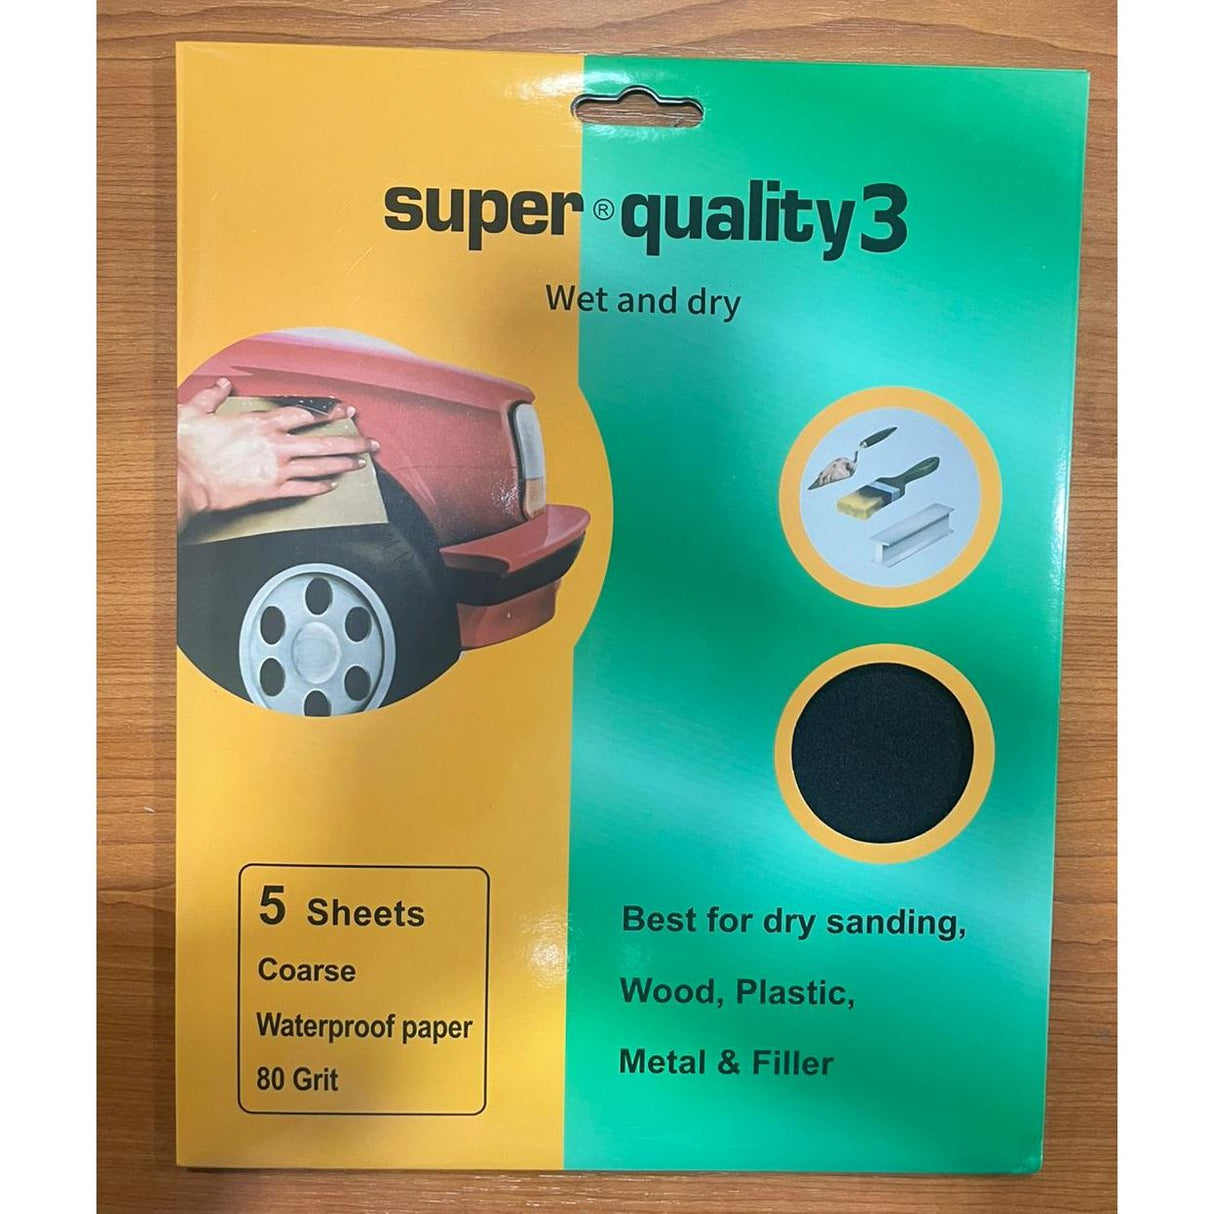 super ® quality3
Wet and dry
5 Sheets
Coarse
Waterproof paper
80 Grit
Best for dry sanding,
Wood, Plastic,
Metal & Filler